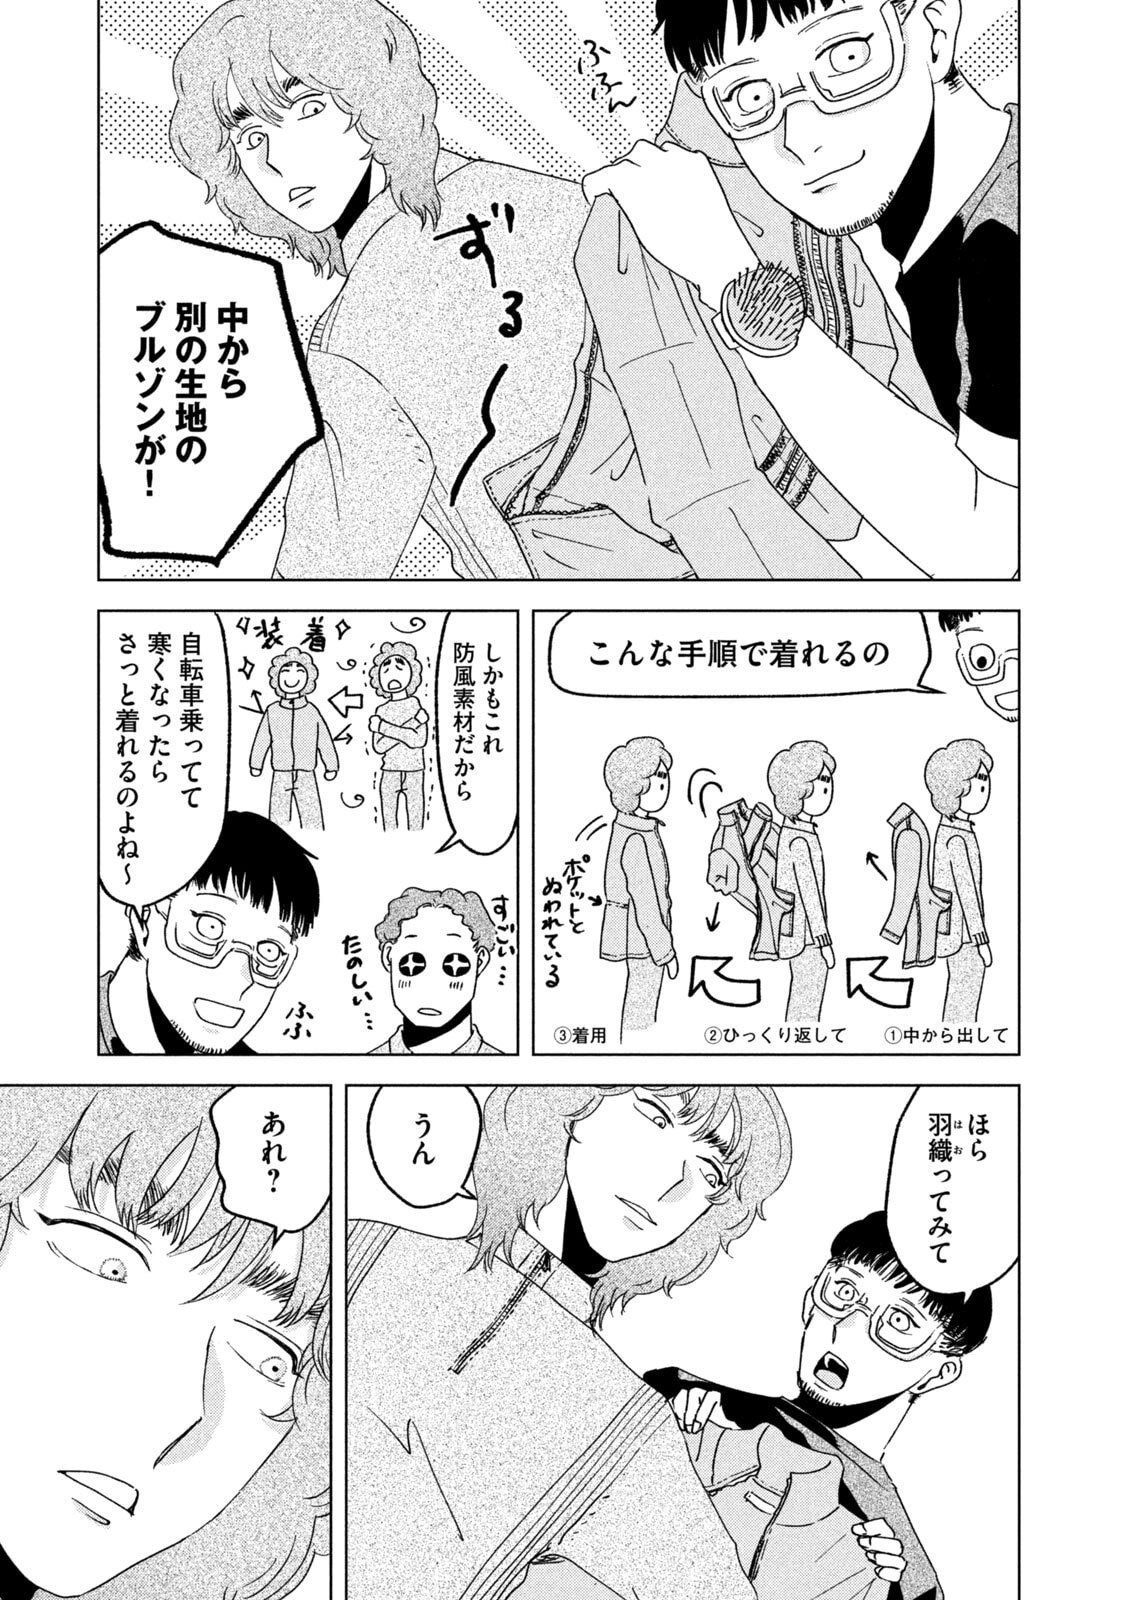 ふふん
ずる〜
中から
別の生地の
ブルゾンが！
こんな手順で着れるの
①中から出して
②ひっくり返して
③着用
ポケットと
ぬわれている
しかもこれ
防風素材だから
装着
自転車乗ってて
寒くなったら
さっと着れるのよね〜
すごい…
たのしい…
ふふ
ほら
羽織ってみて
はお
うん
あれ？